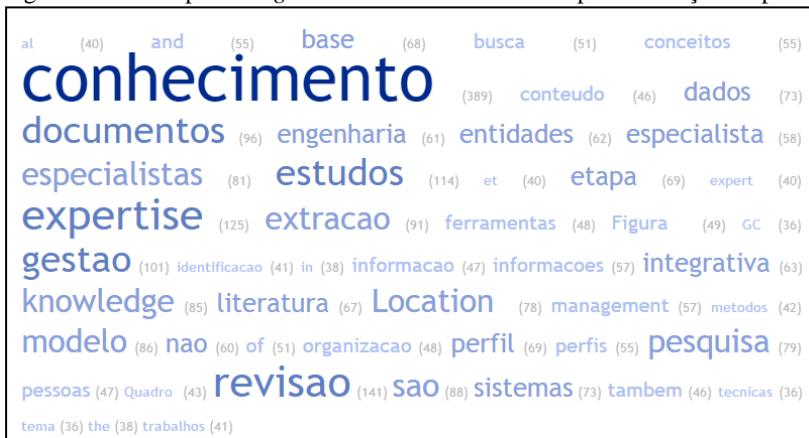 al (40) and (55) base (68) busca (51) conceitos (55)
conhecimento (389) conteudo (46) dados (73)
documentos (96) engenharia (61) entidades (62) especialista (58)
especialistas (81) estudos (114) et (40) etapa (69) expert (40)
expertise (125) extracao (91) ferramentas (48) Figura (49) GC (36)
gestao (101) identificacao (41) in (38) informacao (47) informacoes (57) integrativa (63)
knowledge (85) literatura (67) Location (78) management (57) metodos (42)
modelo (86) nao (60) of (51) organizacao (48) perfil (69) perfis (55) pesquisa (79)
pessoas (47) Quadro (43) revisao (141) sao (88) sistemas (73) tambem (46) tecnicas (36)
tema (36) the (38) trabalhos (41)